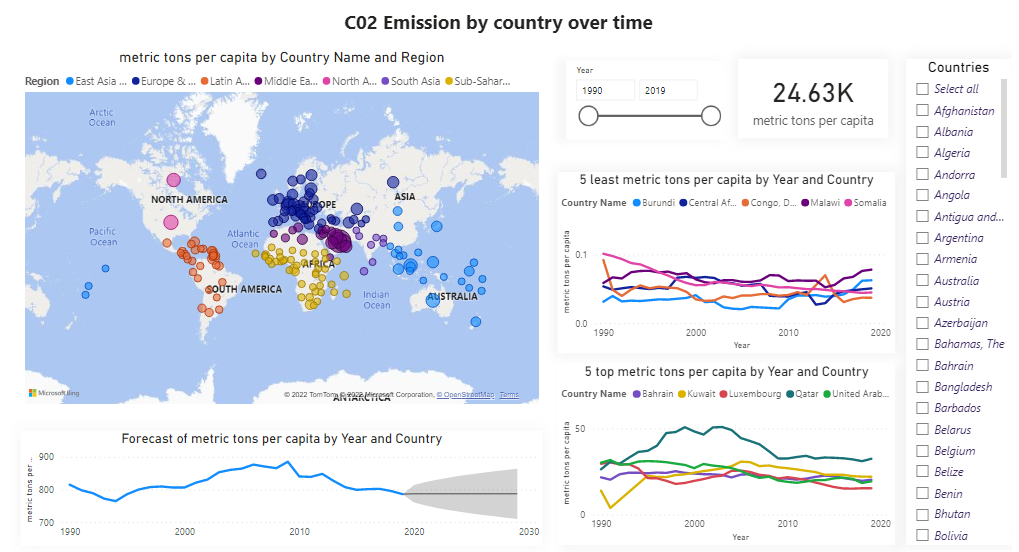 C02 Emission by country over time
metric tons per capita by Country Name and Region
Region East Asia ... Europe & ... Latin A... Middle Ea... North A... South Asia Sub-Sahar...
Arctic
Ocean
NORTH AMERICA
EUROPE
ASIA
Pacific
Ocean
Atlantic
Ocean
AFRICA
SOUTH AMERICA
Indian
Ocean
AUSTRALIA
ANTARCTICA
Microsoft Bing
© 2022 TomTom, © 2022 Microsoft Corporation, © OpenStreetMap Terms
Year
1990 2019
24.63K
metric tons per capita
Countries
Select all
Afghanistan
Albania
Algeria
Andorra
Angola
Antigua and...
Argentina
Armenia
Australia
Austria
Azerbaijan
Bahamas, The
Bahrain
Bangladesh
Barbados
Belarus
Belgium
Belize
Benin
Bhutan
Bolivia
5 least metric tons per capita by Year and Country
Country Name Burundi Central Af... Congo, D... Malawi Somalia
metric tons per capita
0.1
0.0
1990 2000 2010 2020
Year
5 top metric tons per capita by Year and Country
Country Name Bahrain Kuwait Luxembourg Qatar United Arab...
metric tons per capita
50
0
1990 2000 2010 2020
Year
Forecast of metric tons per capita by Year and Country
metric tons per ...
900
800
700
1990 2000 2010 2020 2030